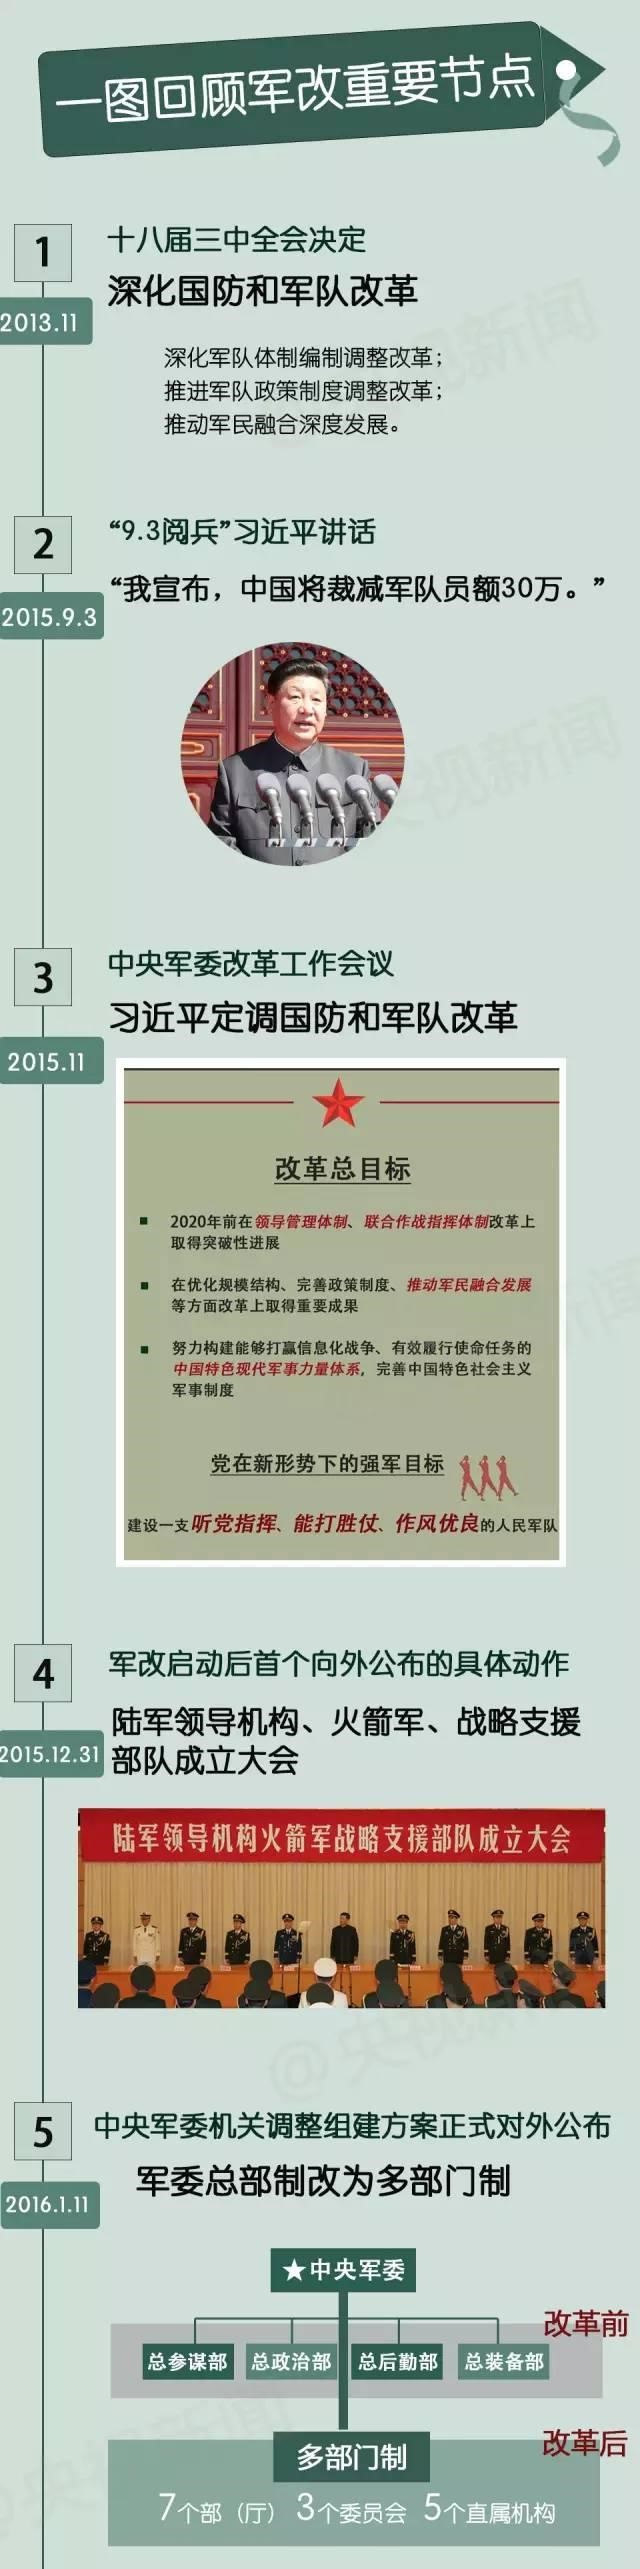 一图回顾军改重要节点
1
十八届三中全会决定
深化国防和军队改革
2013.11
深化军队体制编制调整改革；
推进军队政策制度调整改革；
推动军民融合深度发展。
2
“9.3阅兵”习近平讲话
“我宣布，中国将裁减军队员额30万。”
2015.9.3
3
中央军委改革工作会议
习近平定调国防和军队改革
2015.11
改革总目标
2020年前在领导管理体制、联合作战指挥体制改革上
取得突破性进展
在优化规模结构、完善政策制度、推动军民融合发展
等方面改革上取得重要成果
努力构建能够打赢信息化战争、有效履行使命任务的
中国特色现代军事力量体系，完善中国特色社会主义
军事制度
党在新形势下的强军目标
建设一支听党指挥、能打胜仗、作风优良的人民军队
4
军改启动后首个向外公布的具体动作
陆军领导机构、火箭军、战略支援
部队成立大会
2015.12.31
陆军领导机构火箭军战略支援部队成立大会
@央视新闻
5
中央军委机关调整组建方案正式对外公布
军委总部制改为多部门制
2016.1.11
★中央军委
改革前
总参谋部 总政治部 总后勤部 总装备部
改革后
多部门制
7个部（厅） 3个委员会 5个直属机构